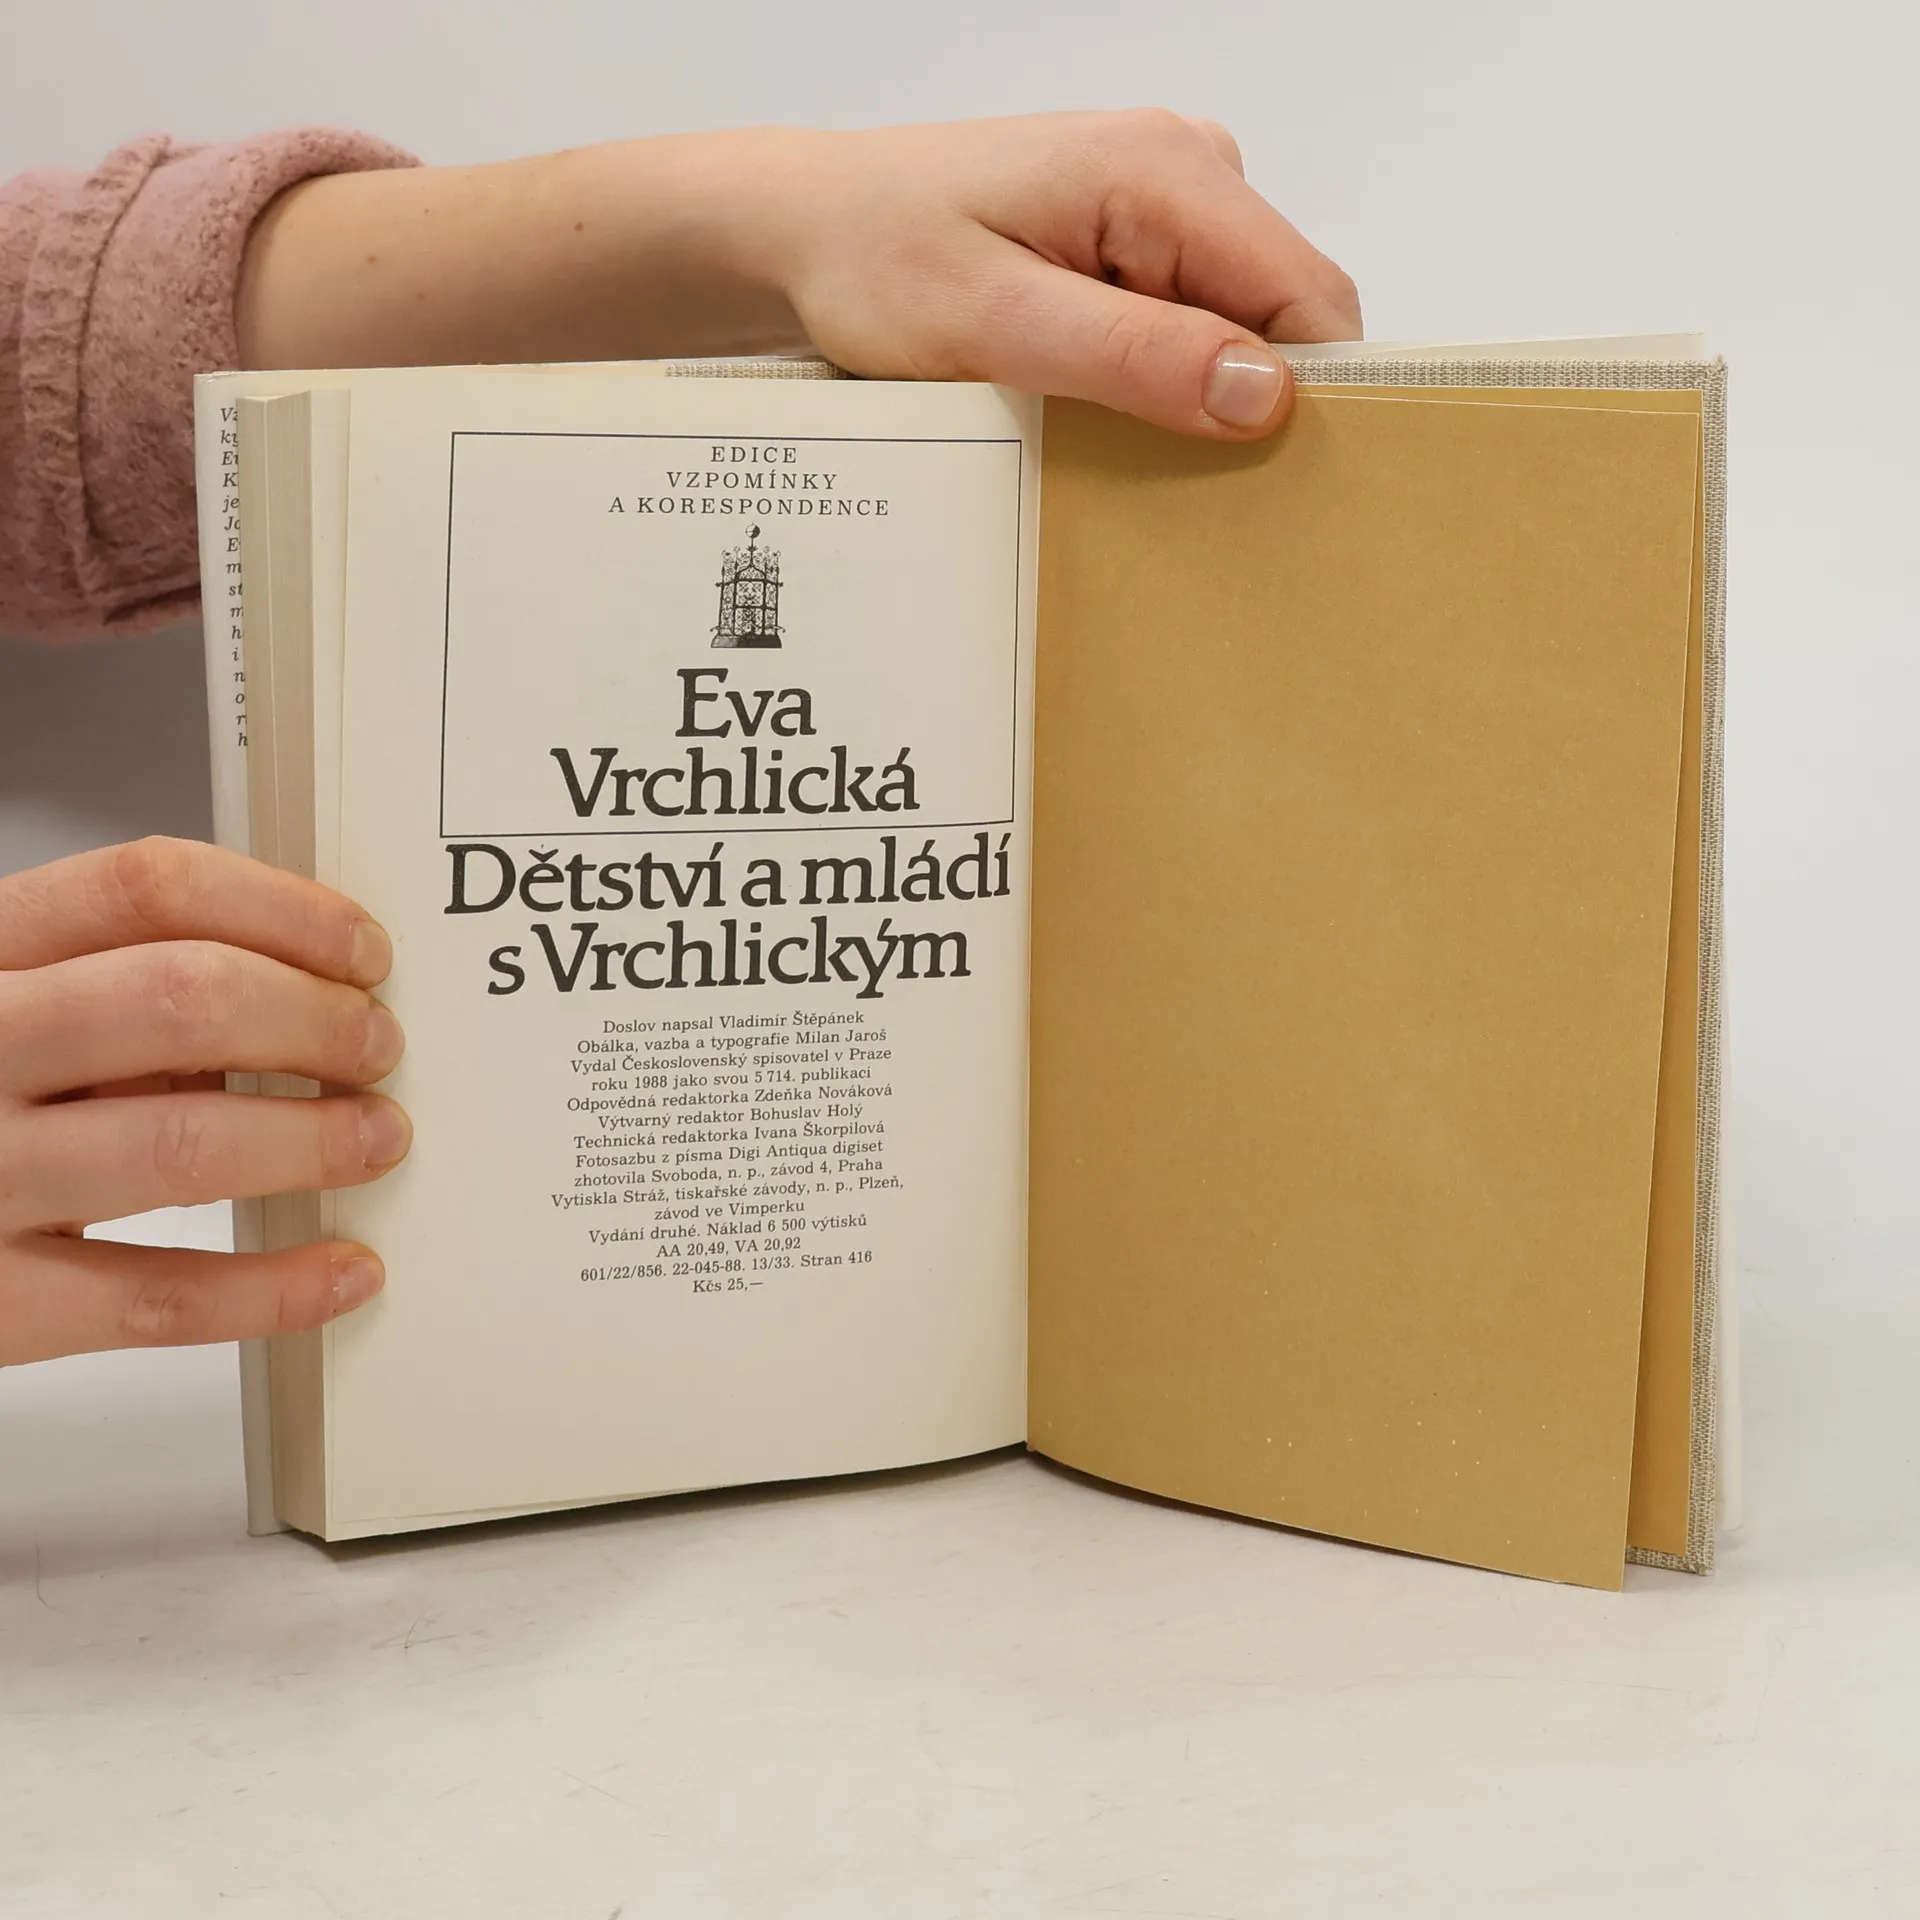 EDICE
VZPOMÍNKY
A KORESPONDENCE
Eva
Vrchlická
Dětství a mládí
s Vrchlickým
Doslov napsal Vladimír Štěpánek
Obálka, vazba a typografie Milan Jaroš
Vydal Československý spisovatel v Praze
roku 1988 jako svou 5 714. publikaci
Odpovědná redaktorka Zdeňka Nováková
Výtvarný redaktor Bohuslav Holý
Technická redaktorka Ivana Škorpilová
Fotosazbu z písma Digi Antiqua digiset
zhotovila Svoboda, n. p., závod 4, Praha
Vytiskla Stráž, tiskařské závody, n. p., Plzeň,
závod ve Vimperku
Vydání druhé. Náklad 6 500 výtisků
AA 20,49, VA 20,92
601/22/856. 22-045-88. 13/33. Stran 416
Kčs 25,—